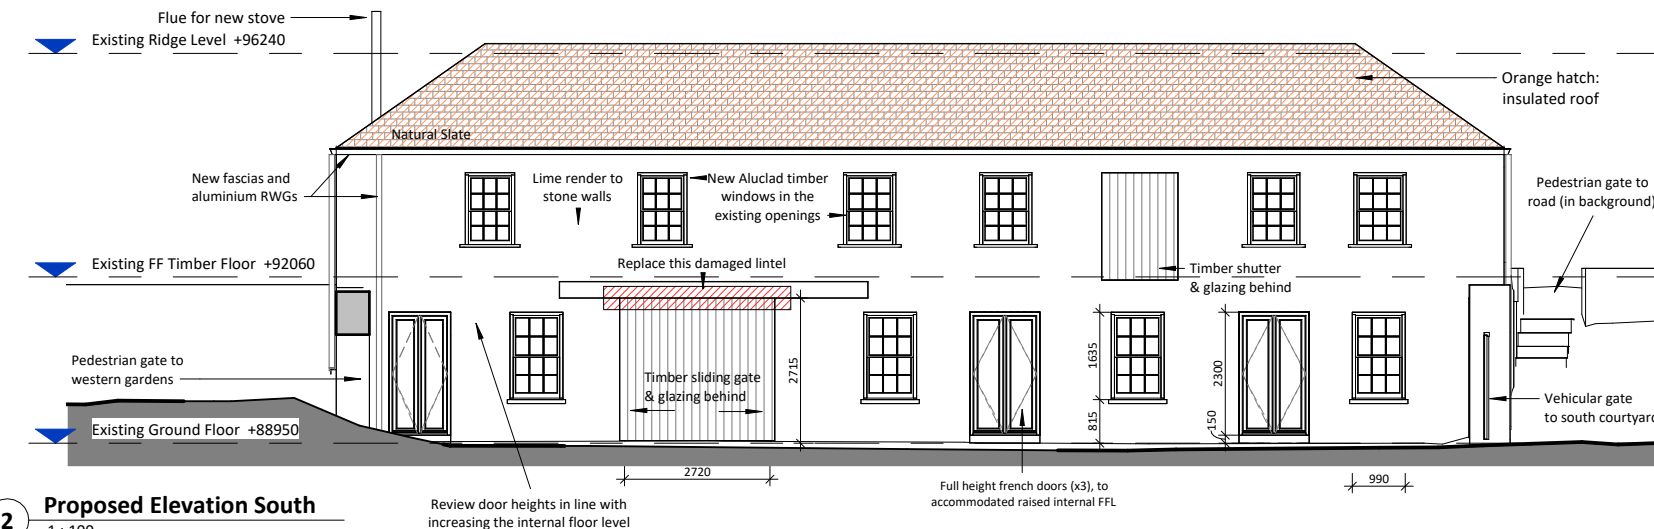 Flue for new stove
Existing Ridge Level +96240
Orange hatch:
insulated roof
Natural Slate
New fascias and
aluminium RWGs
Lime render to
stone walls
New Aluclad timber
windows in the
existing openings
Pedestrian gate to
road (in background)
Existing FF Timber Floor +92060
Replace this damaged lintel
Timber shutter
& glazing behind
Pedestrian gate to
western gardens
Timber sliding gate
& glazing behind
2715
1635
815
2300
150
Vehicular gate
to south courtyard
Existing Ground Floor +88950
2720
990
Full height french doors (x3), to
accommodated raised internal FFL
Review door heights in line with
increasing the internal floor level
2
Proposed Elevation South
1 : 100